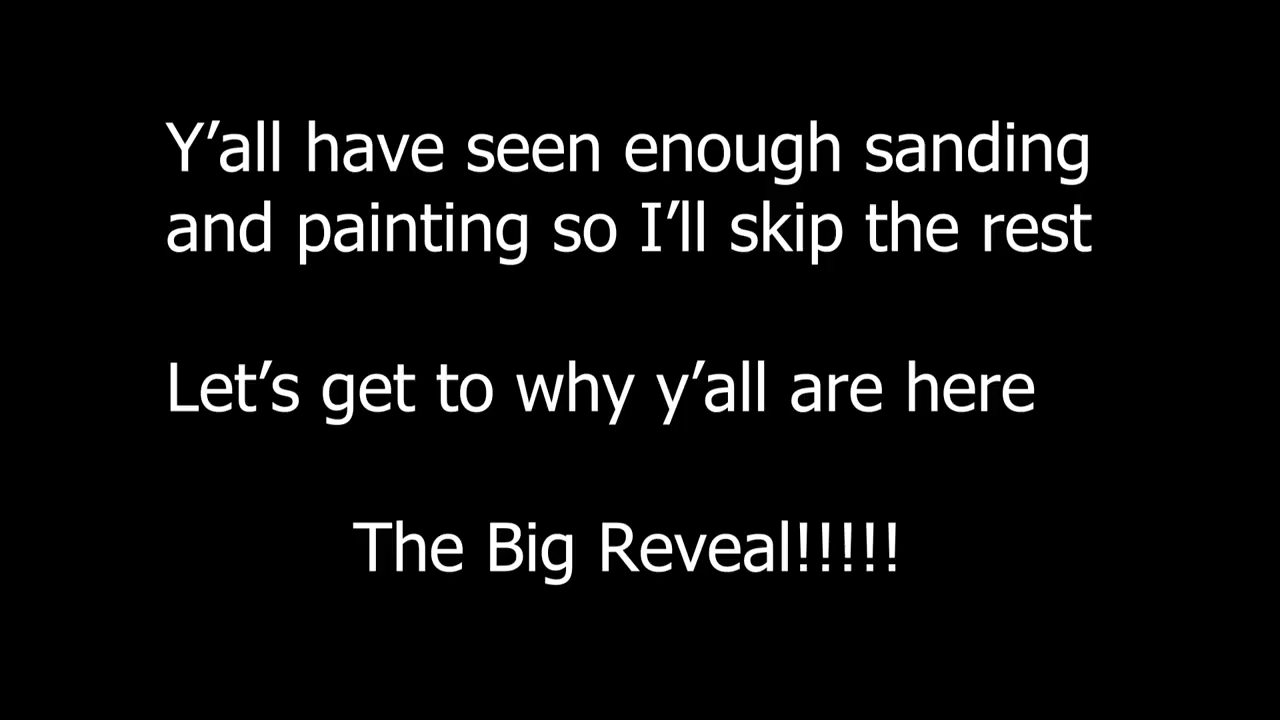 Y’all have seen enough sanding
and painting so I’ll skip the rest
Let’s get to why y’all are here
The Big Reveal!!!!!